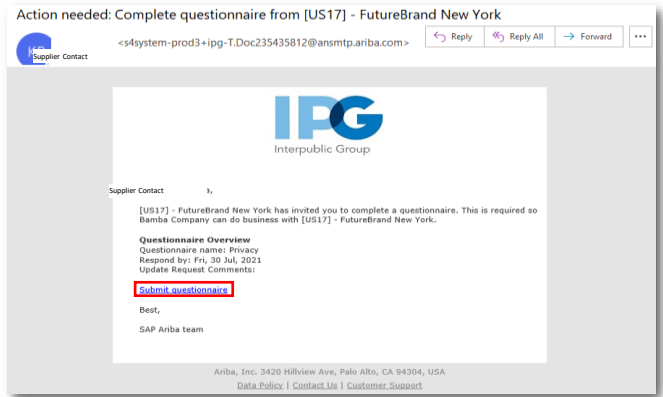 Action needed: Complete questionnaire from [US17] - FutureBrand New York
<s4system-prod3+ipg-T.Doc235435812@ansmtp.ariba.com>
Reply
Reply All
Forward
Supplier Contact
IPG
Interpublic Group
Supplier Contact ,
[US17] - FutureBrand New York has invited you to complete a questionnaire. This is required so
Bamba Company can do business with [US17] - FutureBrand New York.
Questionnaire Overview
Questionnaire name: Privacy
Respond by: Fri, 30 Jul, 2021
Update Request Comments:
Submit questionnaire
Best,
SAP Ariba team
Ariba, Inc. 3420 Hillview Ave, Palo Alto, CA 94304, USA
Data Policy | Contact Us | Customer Support